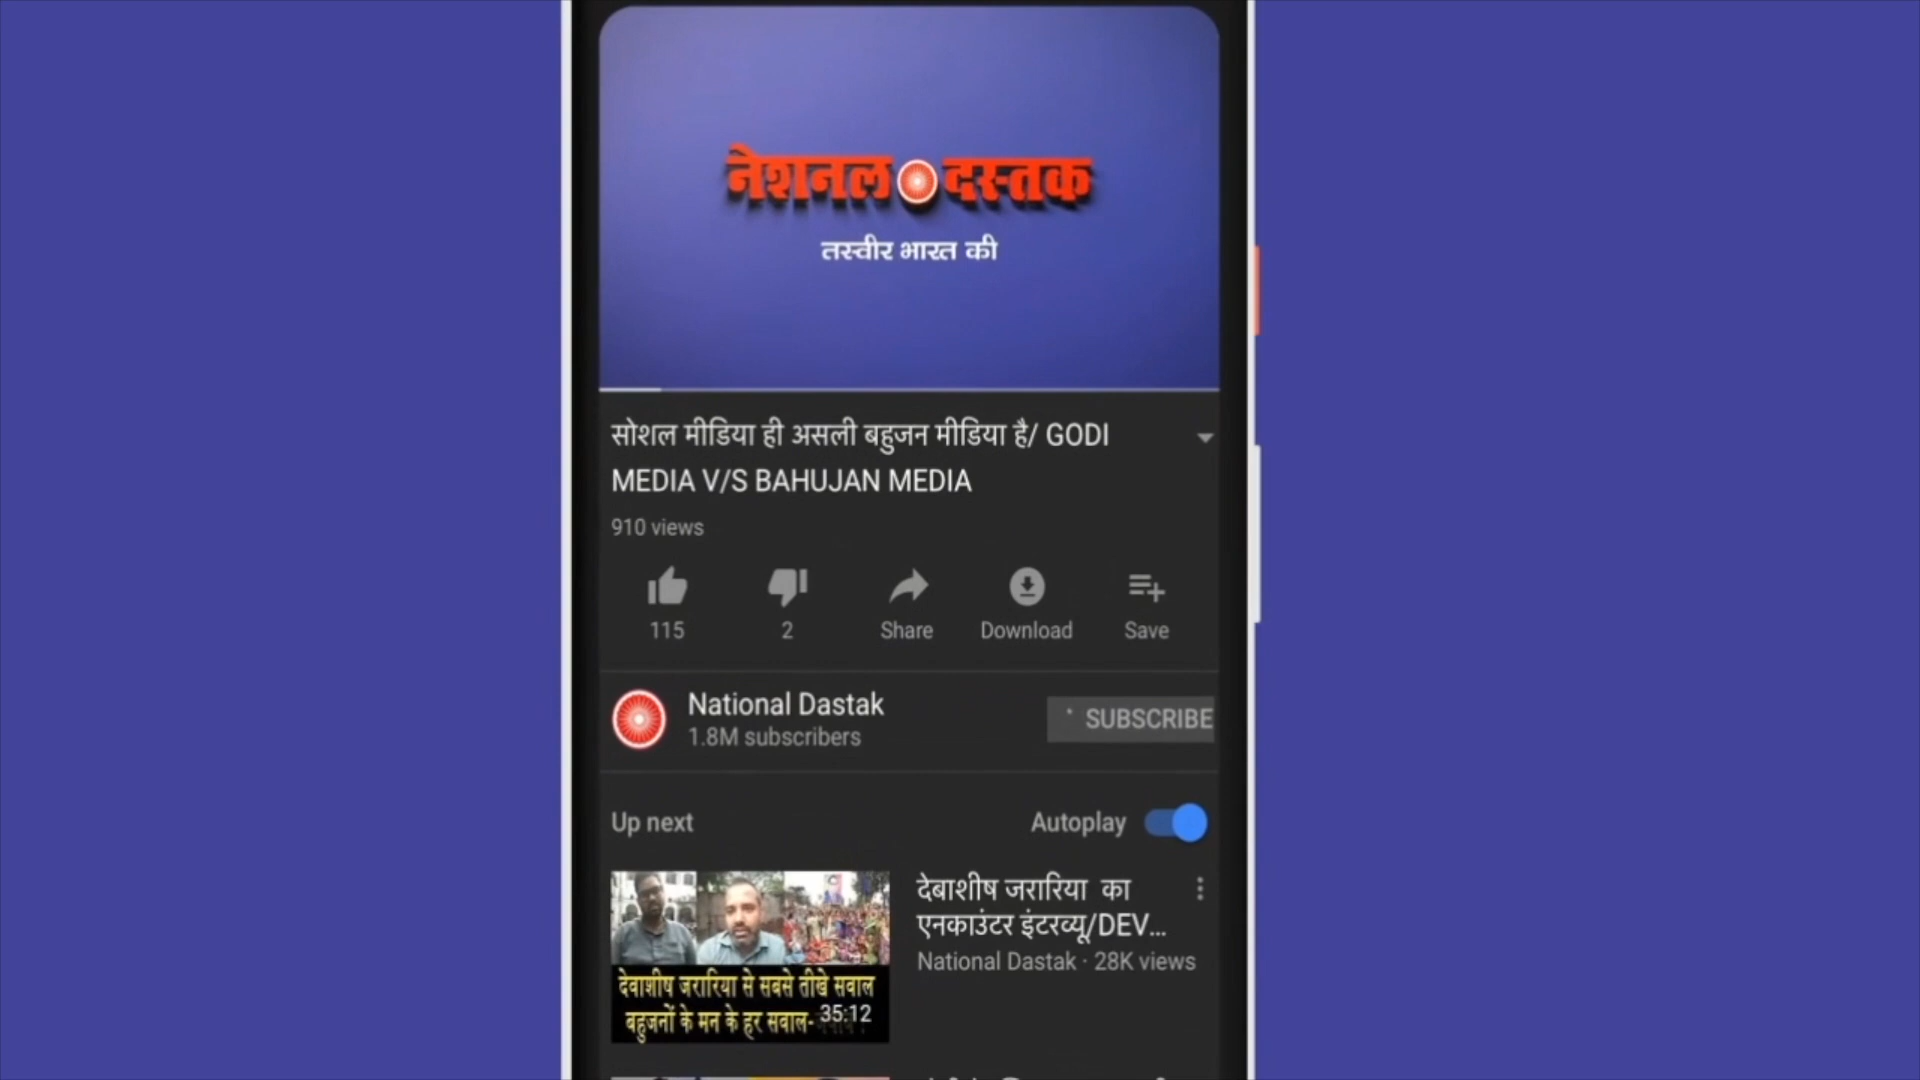 नेशनल दस्तक
तस्वीर भारत की
सोशल मीडिया ही असली बहुजन मीडिया है/ GODI
MEDIA V/S BAHUJAN MEDIA
910 views
115
2
Share
Download
Save
National Dastak
1.8M subscribers
SUBSCRIBE
Up next
Autoplay
देबाशीष जरारिया का
एनकाउंटर इंटरव्यू/DEV...
National Dastak · 28K views
देवाशीष जरारिया से सबसे तीखे सवाल
बहुजनों के मन के हर सवाल-
35:12